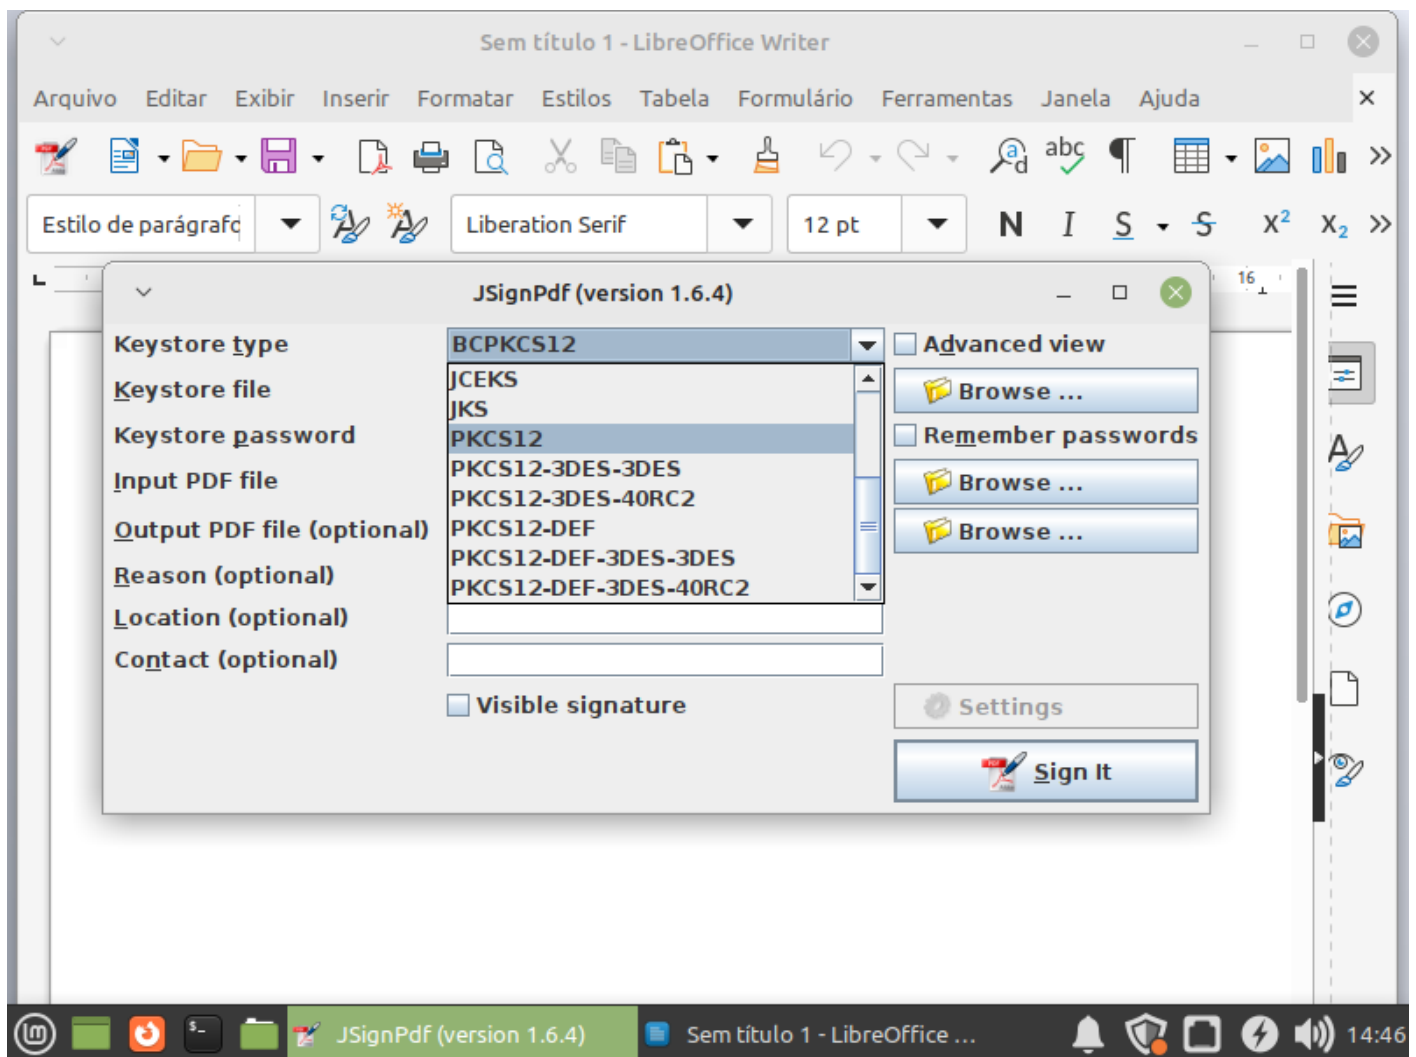 Sem título 1 - LibreOffice Writer
Arquivo Editar Exibir Inserir Formatar Estilos Tabela Formulário Ferramentas Janela Ajuda
Estilo de parágrafo Liberation Serif 12 pt N I S S X² X₂
16
JSignPdf (version 1.6.4)
Keystore type BCPKCS12 Advanced view
JCEKS
Keystore file Browse ...
JKS
Keystore password PKCS12 Remember passwords
PKCS12-3DES-3DES
Input PDF file Browse ...
PKCS12-3DES-40RC2
Output PDF file (optional) PKCS12-DEF Browse ...
PKCS12-DEF-3DES-3DES
Reason (optional)
PKCS12-DEF-3DES-40RC2
Location (optional)
Contact (optional)
Visible signature Settings
Sign It
JSignPdf (version 1.6.4) Sem título 1 - LibreOffice ... 14:46